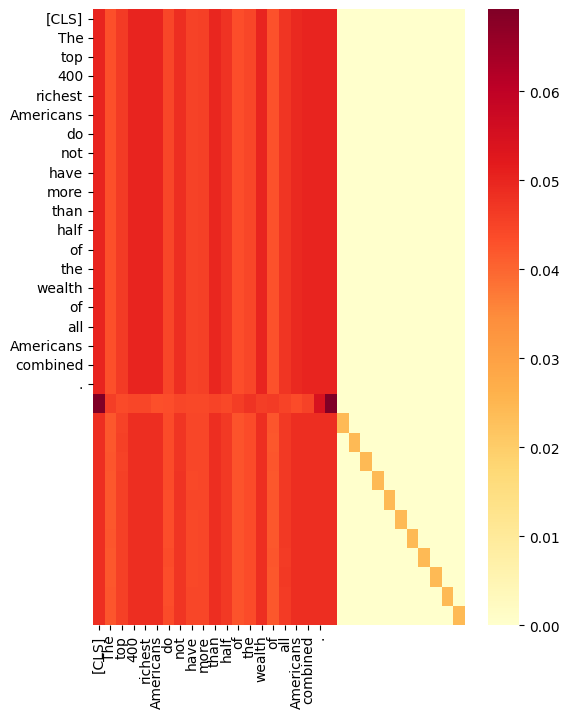 [CLS]
The
top
400
richest
Americans
do
not
have
more
than
half
of
the
wealth
of
all
Americans
combined
.
0.06
0.05
0.04
0.03
0.02
0.01
0.00
[CLS]
The
top
400
richest
Americans
do
not
have
more
than
half
of
the
wealth
of
all
Americans
combined
.